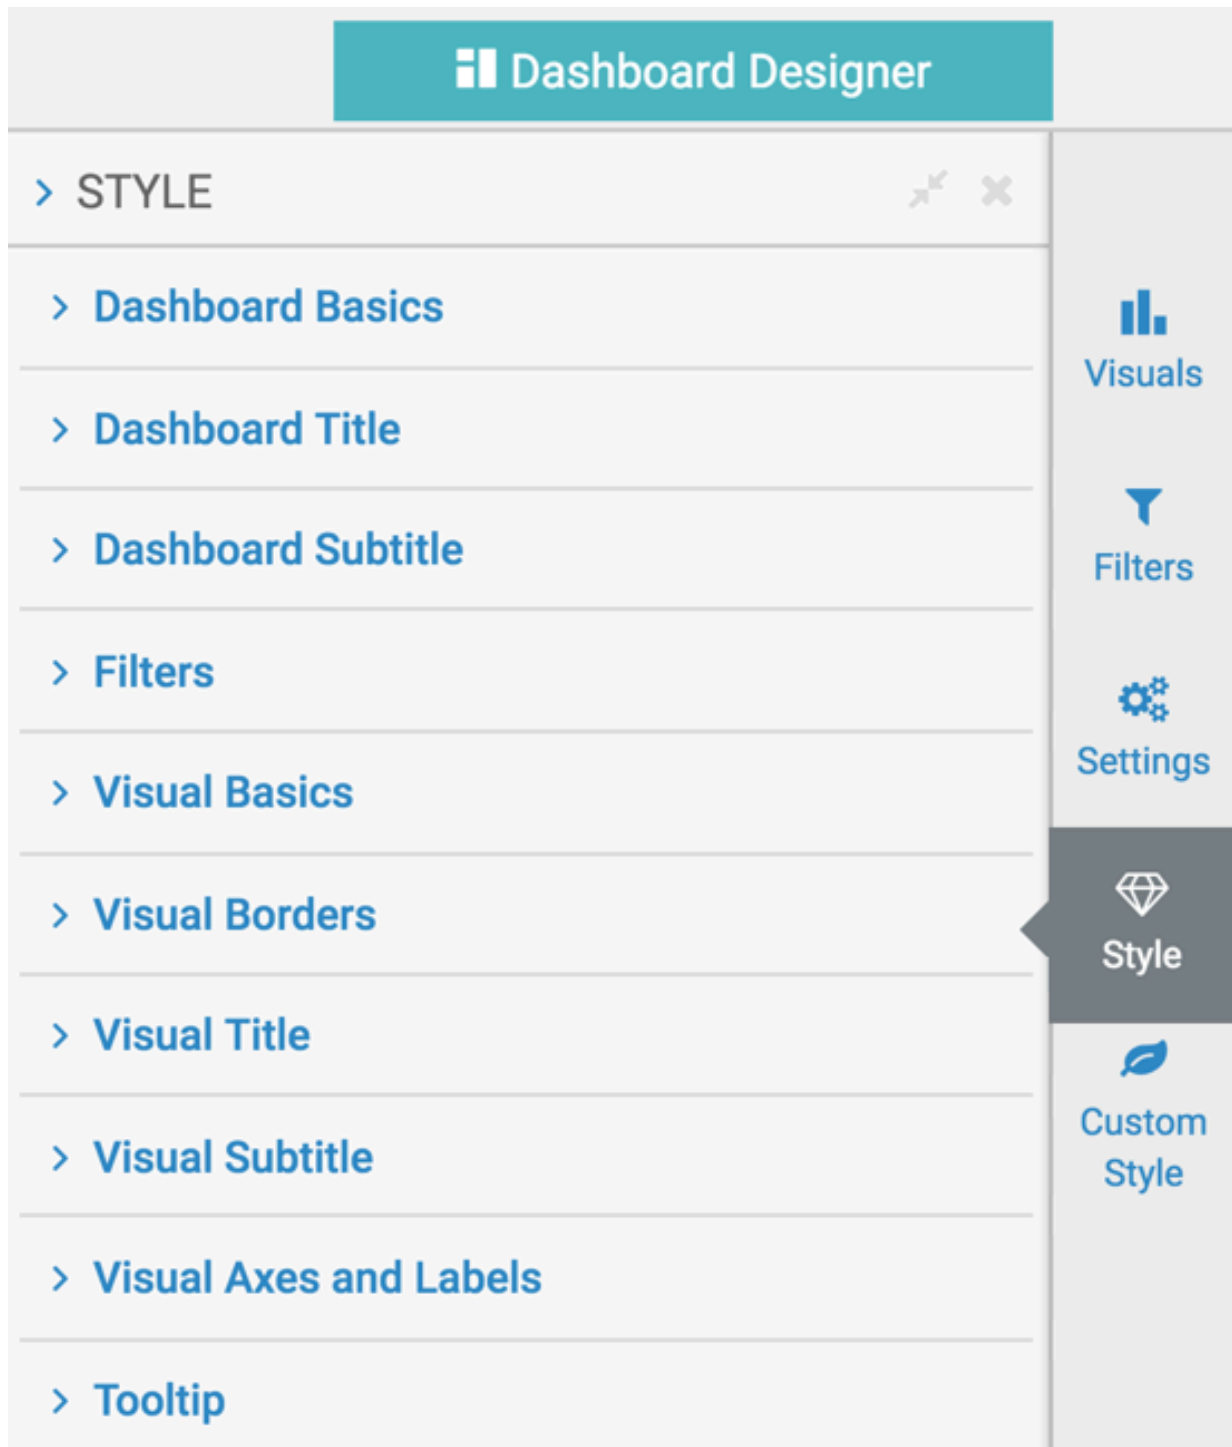 Dashboard Designer
STYLE
Dashboard Basics
Dashboard Title
Dashboard Subtitle
Filters
Visual Basics
Visual Borders
Visual Title
Visual Subtitle
Visual Axes and Labels
Tooltip
Visuals
Filters
Settings
Style
Custom
Style